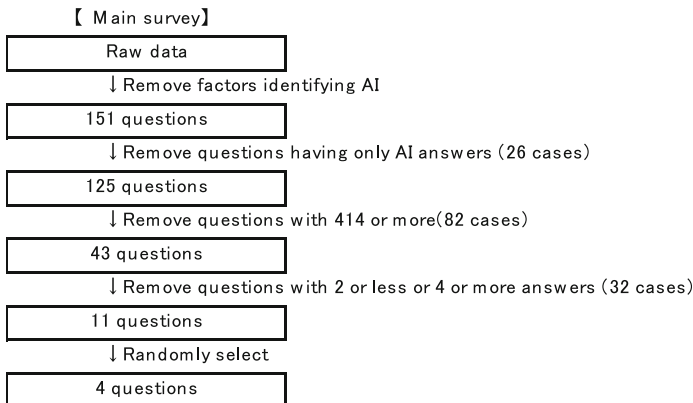 【 Main survey】
Raw data
↓Remove factors identifying AI
151 questions
↓Remove questions having only AI answers (26 cases)
125 questions
↓Remove questions with 414 or more(82 cases)
43 questions
↓Remove questions with 2 or less or 4 or more answers (32 cases)
11 questions
↓Randomly select
4 questions